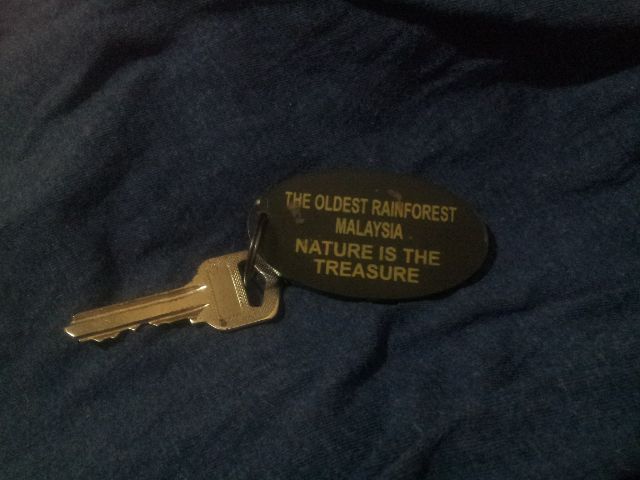 THE OLDEST RAINFOREST
MALAYSIA
NATURE IS THE
TREASURE